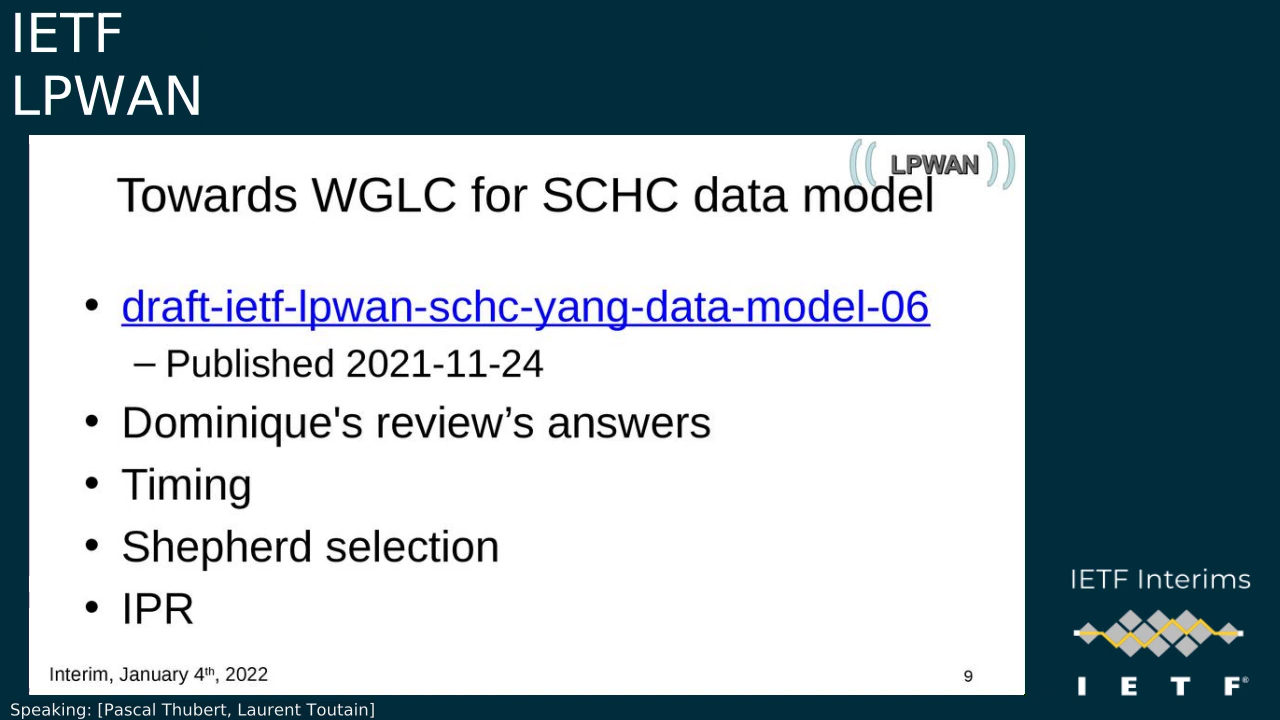 IETF
LPWAN
LPWAN
Towards WGLC for SCHC data model
• draft-ietf-lpwan-schc-yang-data-model-06
– Published 2021-11-24
• Dominique's review’s answers
• Timing
• Shepherd selection
• IPR
Interim, January 4th, 2022
9
IETF Interims
I E T F®
Speaking: [Pascal Thubert, Laurent Toutain]